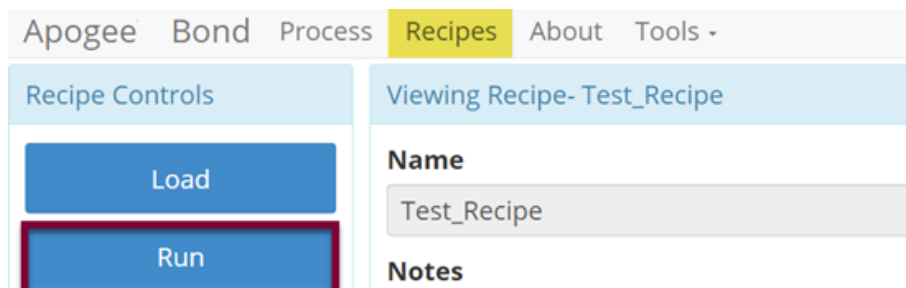 Apogee' Bond Process Recipes About Tools
Recipe Controls
Viewing Recipe- Test_Recipe
Load
Run
Name
Test_Recipe
Notes